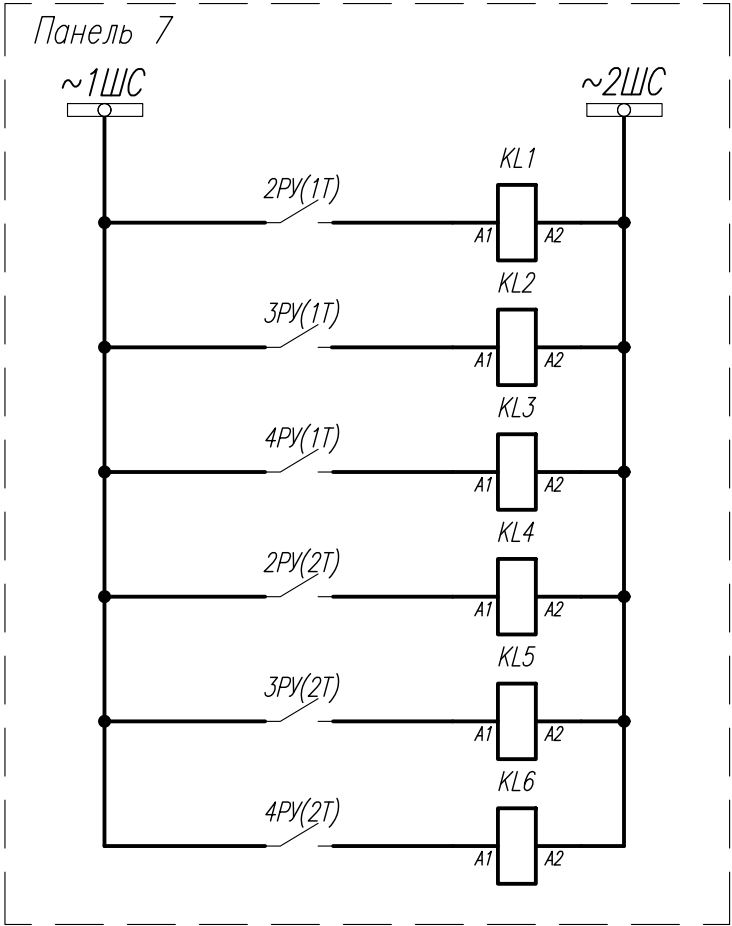 Панель 7
~1ШС ~2ШС
KL1
2РУ(1Т)
A1 A2
KL2
3РУ(1Т)
A1 A2
KL3
4РУ(1Т)
A1 A2
KL4
2РУ(2Т)
A1 A2
KL5
3РУ(2Т)
A1 A2
KL6
4РУ(2Т)
A1 A2